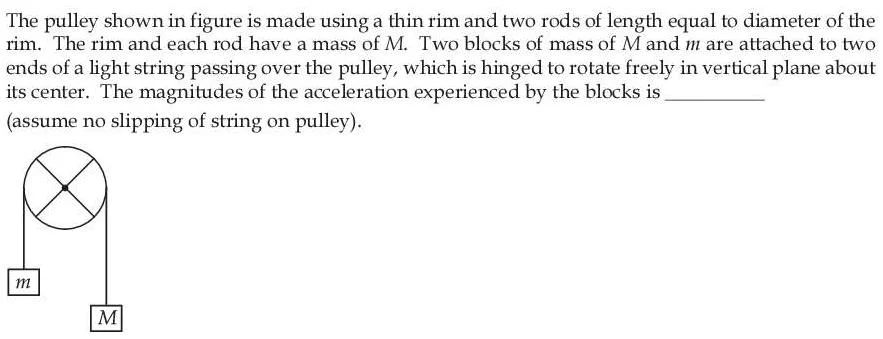 The pulley shown in figure is made using a thin rim and two rods of length equal to diameter of the
rim. The rim and each rod have a mass of M. Two blocks of mass of M and m are attached to two
ends of a light string passing over the pulley, which is hinged to rotate freely in vertical plane about
its center. The magnitudes of the acceleration experienced by the blocks is __________
(assume no slipping of string on pulley).
m
M